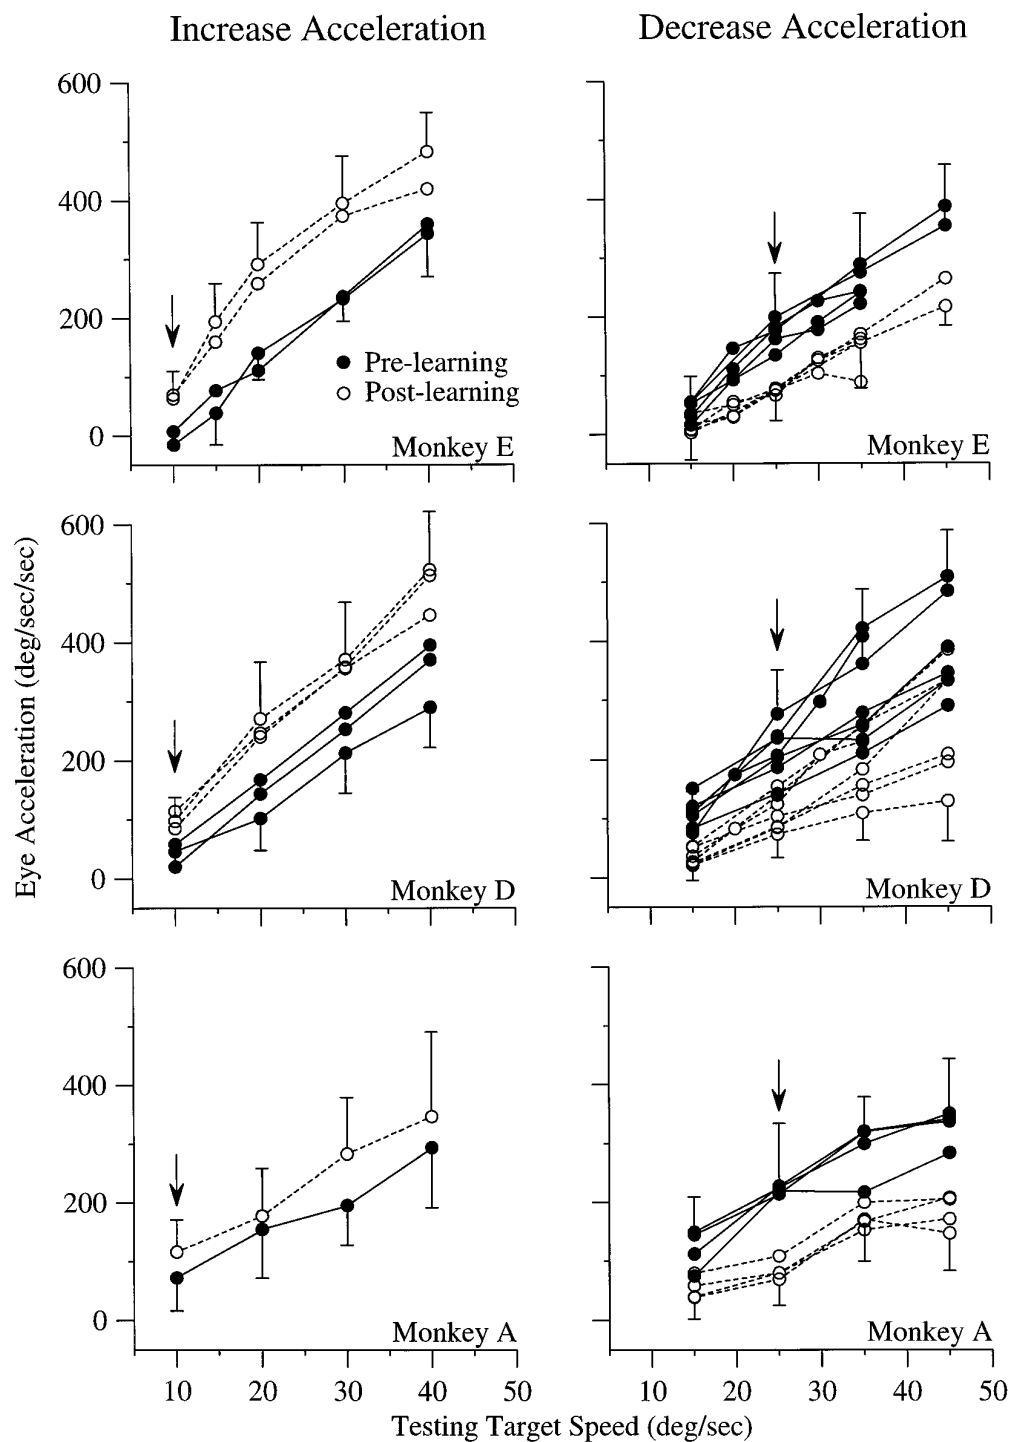 Increase Acceleration
Decrease Acceleration
600
400
200
0
Pre-learning
Post-learning
Monkey E
Monkey E
600
400
200
0
Monkey D
Monkey D
Eye Acceleration (deg/sec/sec)
600
400
200
0
Monkey A
Monkey A
10 20 30 40 50
10 20 30 40 50
Testing Target Speed (deg/sec)